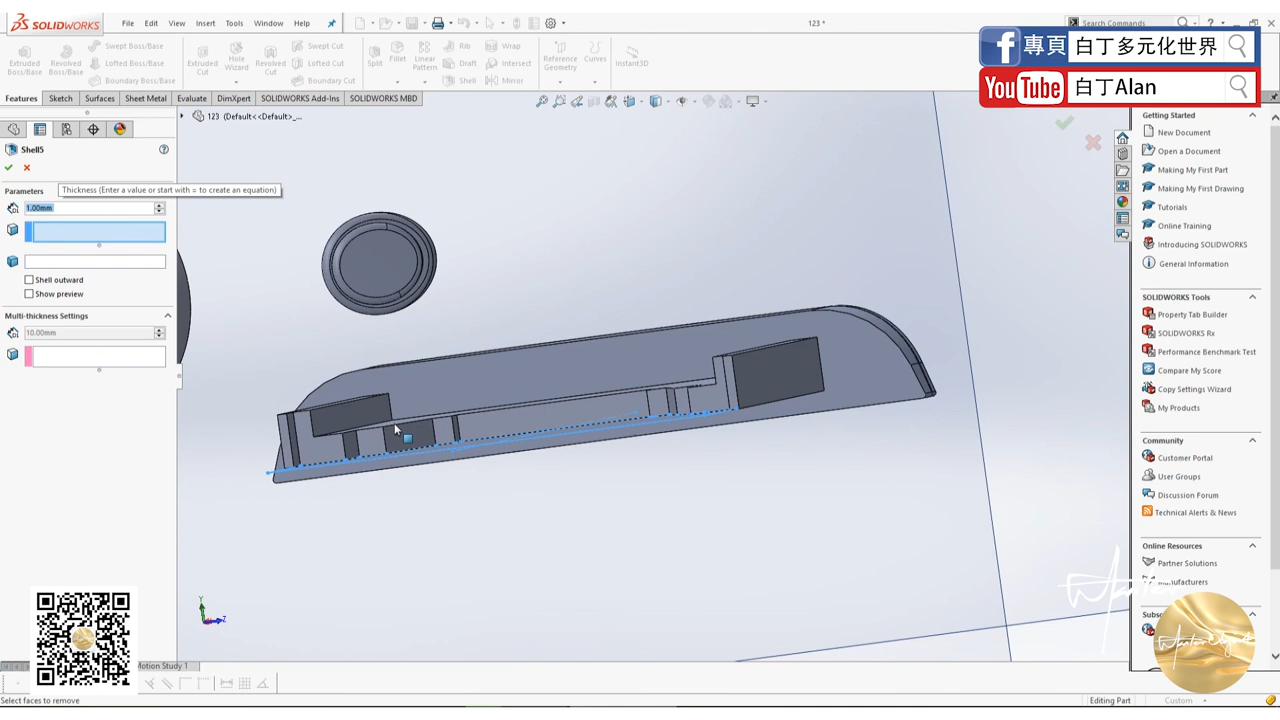 SOLIDWORKS
File Edit View Insert Tools Window Help
123 *
Search Commands
專頁 白丁多元化世界
YouTube 白丁Alan
Extruded Boss/Base
Revolved Boss/Base
Swept Boss/Base
Lofted Boss/Base
Boundary Boss/Base
Extruded Cut
Hole Wizard
Revolved Cut
Swept Cut
Lofted Cut
Boundary Cut
Split
Fillet
Linear Pattern
Rib
Draft
Shell
Wrap
Intersect
Mirror
Reference Geometry
Curves
Instant3D
Features Sketch Surfaces Sheet Metal Evaluate DimXpert SOLIDWORKS Add-Ins SOLIDWORKS MBD
123 (Default<<Default>_...
Shell5
Parameters
Thickness (Enter a value or start with = to create an equation)
1.00mm
Shell outward
Show preview
Multi-thickness Settings
10.00mm
Getting Started
New Document
Open a Document
Making My First Part
Making My First Drawing
Tutorials
Online Training
Introducing SOLIDWORKS
General Information
SOLIDWORKS Tools
Property Tab Builder
SOLIDWORKS Rx
Performance Benchmark Test
Compare My Score
Copy Settings Wizard
My Products
Community
Customer Portal
User Groups
Discussion Forum
Technical Alerts & News
Online Resources
Partner Solutions
Y
Z
Motion Study 1
Select faces to remove
Editing Part
Custom